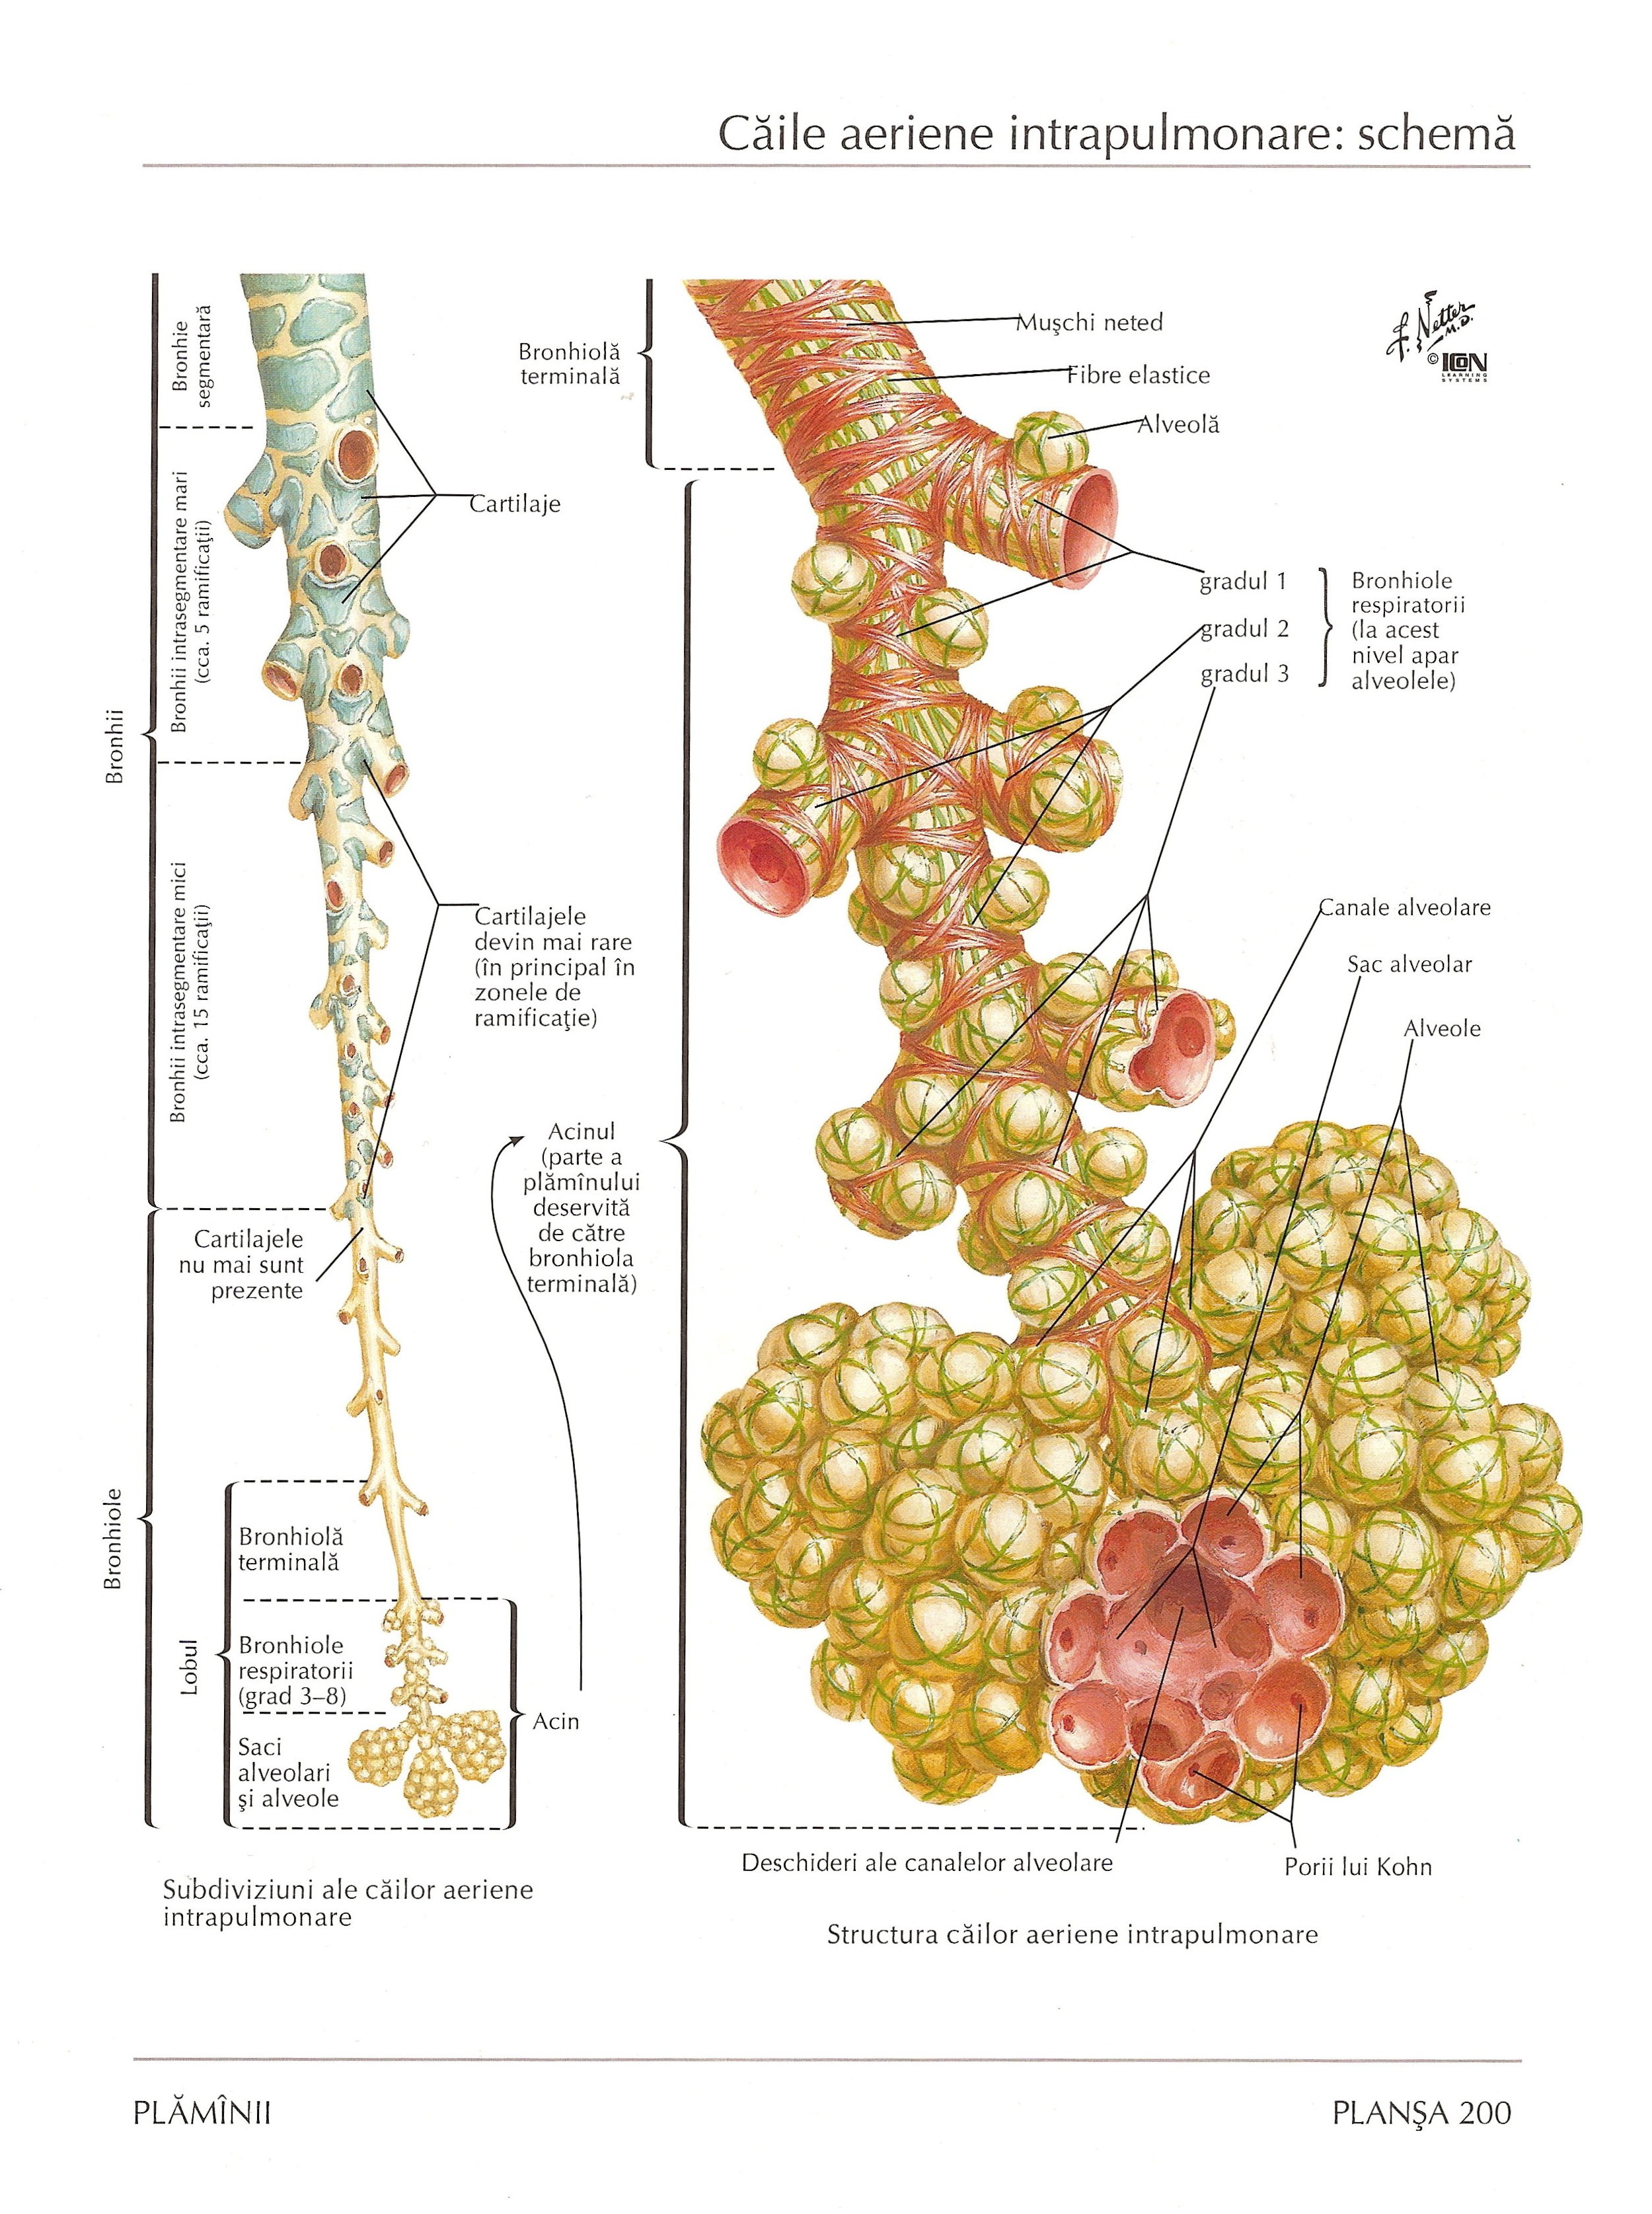 Căile aeriene intrapulmonare: schemă
Bronhii
Bronhie
segmentară
Bronhii intrasegmentare mari
(cca. 5 ramificaţii)
Bronhii intrasegmentare mici
(cca. 15 ramificaţii)
Cartilaje
Cartilajele
devin mai rare
(în principal în
zonele de
ramificaţie)
Cartilajele
nu mai sunt
prezente
Bronhiole
Lobul
Bronhiolă
terminală
Bronhiole
respiratorii
(grad 3–8)
Saci
alveolari
şi alveole
Acin
Subdiviziuni ale căilor aeriene
intrapulmonare
Bronhiolă
terminală
Acinul
(parte a
plămînului
deservită
de către
bronhiola
terminală)
Muşchi neted
Fibre elastice
Alveolă
gradul 1
gradul 2
gradul 3
Bronhiole
respiratorii
(la acest
nivel apar
alveolele)
Canale alveolare
Sac alveolar
Alveole
Deschideri ale canalelor alveolare
Porii lui Kohn
Structura căilor aeriene intrapulmonare
f. Netter
M.D.
© ICON
LEARNING
SYSTEMS
PLĂMÎNII
PLANŞA 200